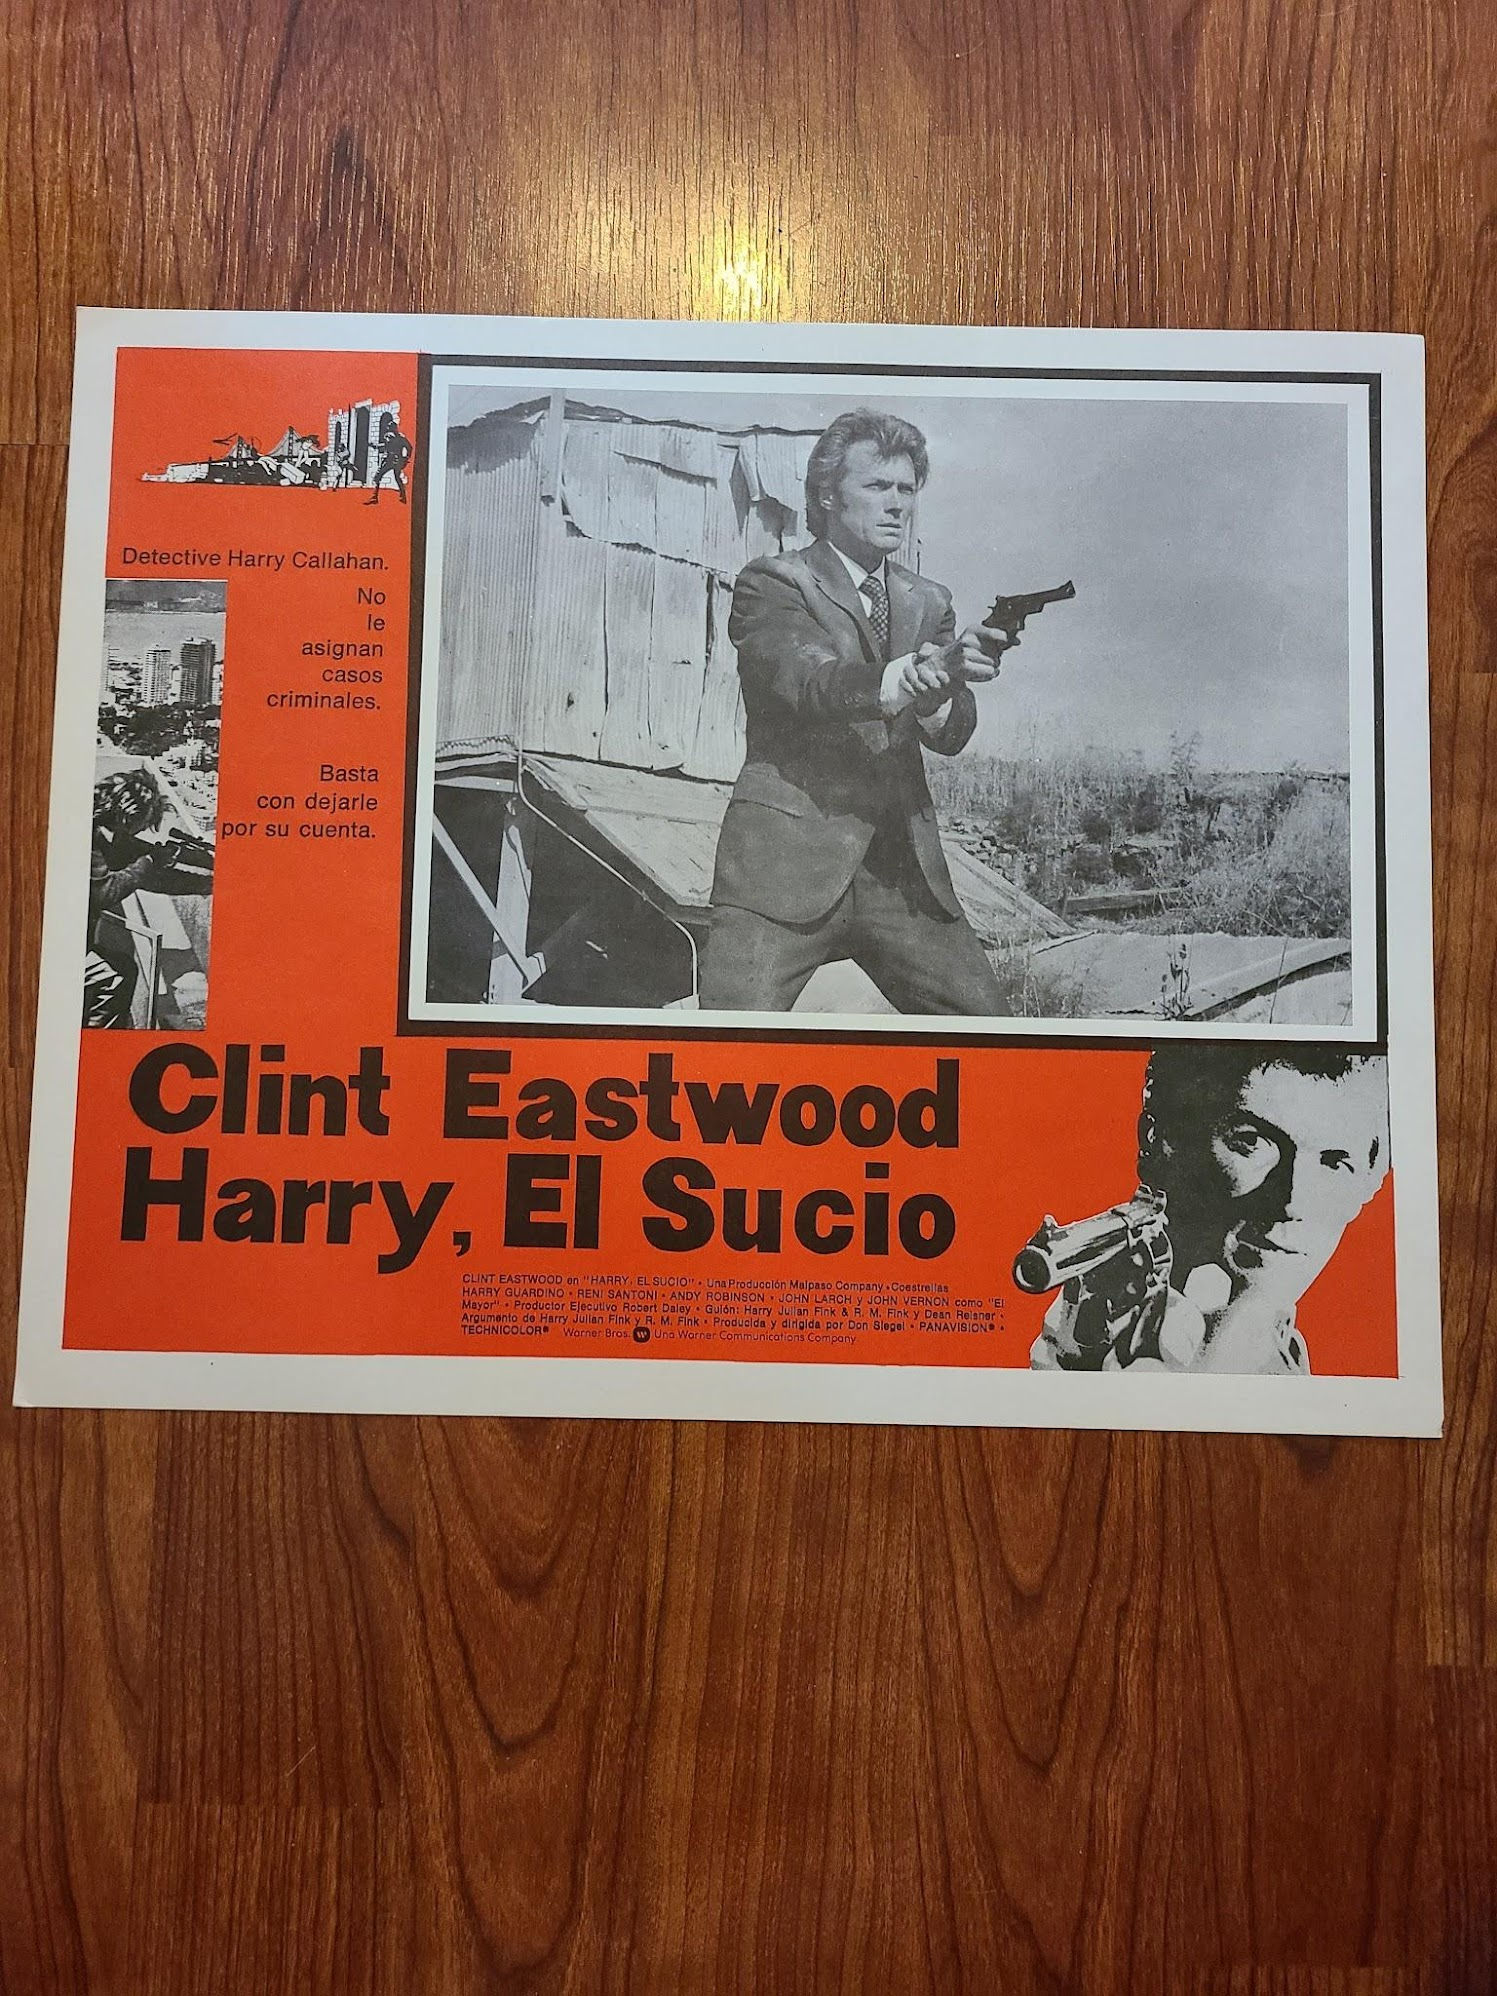 Detective Harry Callahan.
No
le
asignan
casos
criminales.
Basta
con dejarle
por su cuenta.
Clint Eastwood
Harry, El Sucio
CLINT EASTWOOD en "HARRY, EL SUCIO" • Una Producción Malpaso Company • Coestrellas
HARRY GUARDINO • RENI SANTONI • ANDY ROBINSON • JOHN LARCH y JOHN VERNON como "El
Mayor" • Productor Ejecutivo Robert Daley • Guión: Harry Julian Fink & R. M. Fink y Dean Reisner •
Argumento de Harry Julian Fink y R. M. Fink • Producida y dirigida por Don Siegel • PANAVISION® •
TECHNICOLOR® Warner Bros. Una Warner Communications Company